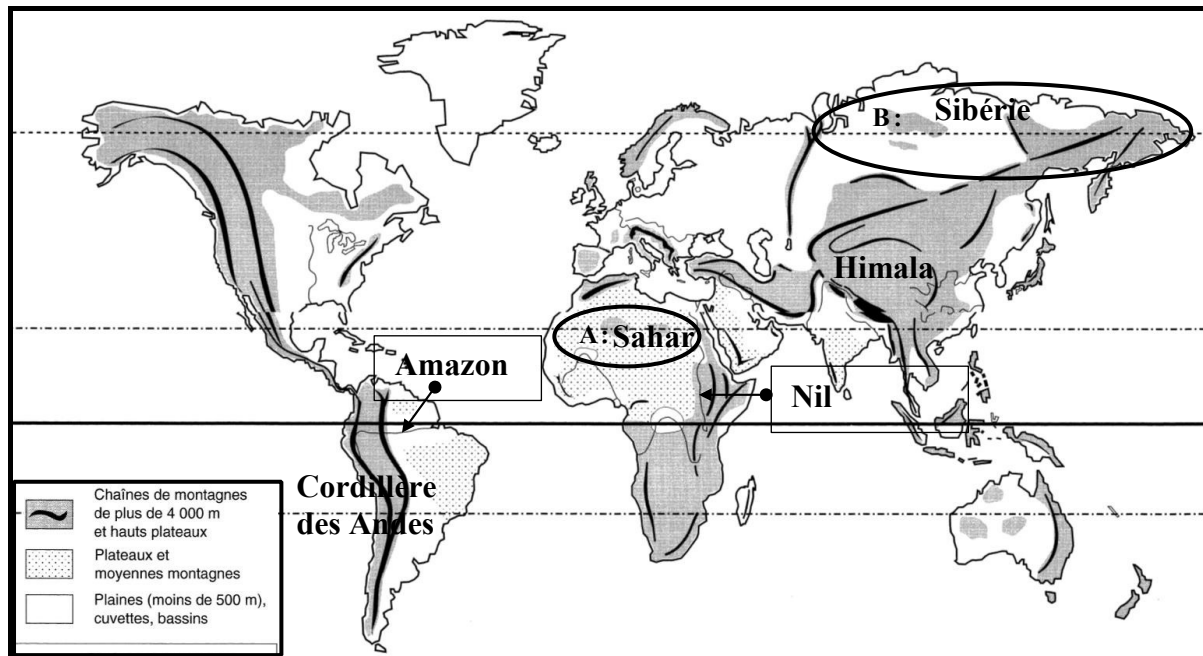 B: Sibérie
Himala
A: Sahar
Amazon
Nil
Cordillère
des Andes
Chaînes de montagnes
de plus de 4 000 m
et hauts plateaux
Plateaux et
moyennes montagnes
Plaines (moins de 500 m),
cuvettes, bassins